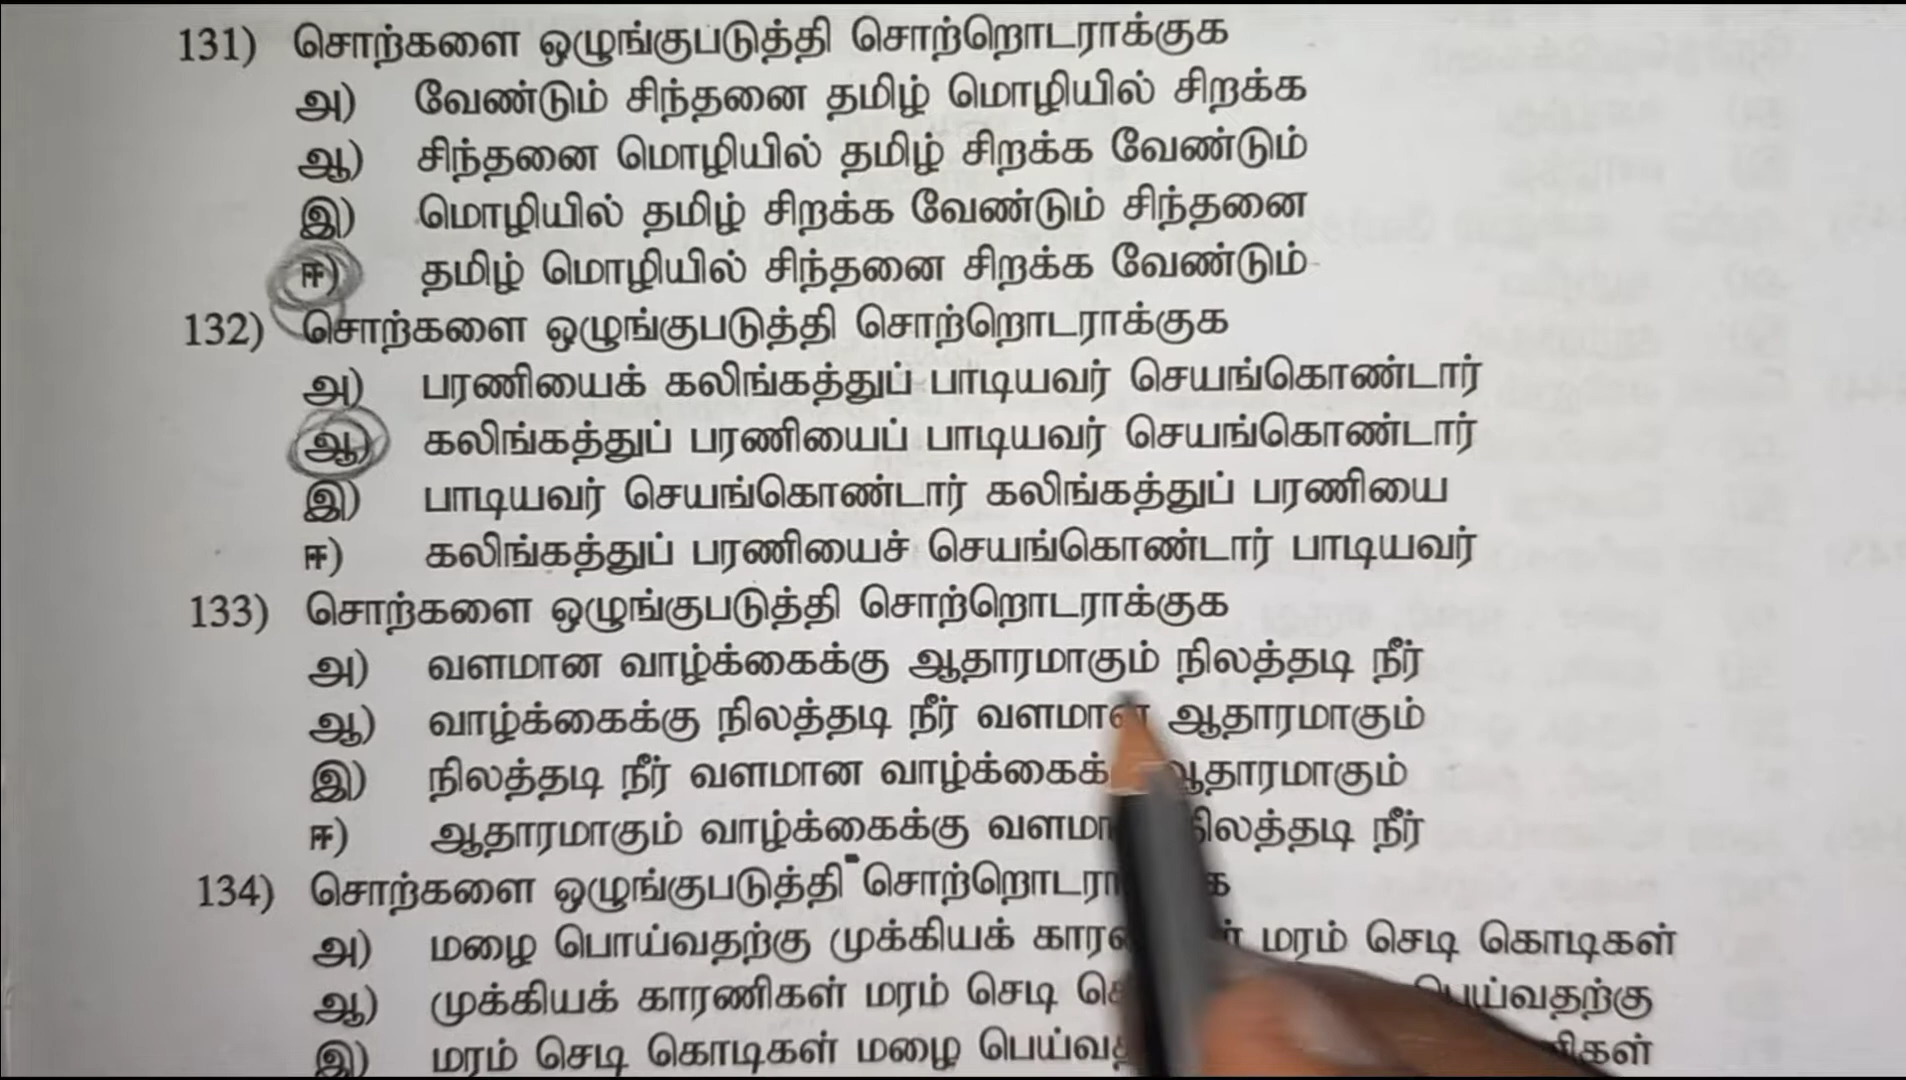 131) சொற்களை ஒழுங்குபடுத்தி சொற்றொடராக்குக
அ) வேண்டும் சிந்தனை தமிழ் மொழியில் சிறக்க
ஆ) சிந்தனை மொழியில் தமிழ் சிறக்க வேண்டும்
இ) மொழியில் தமிழ் சிறக்க வேண்டும் சிந்தனை
ஈ) தமிழ் மொழியில் சிந்தனை சிறக்க வேண்டும்
132) சொற்களை ஒழுங்குபடுத்தி சொற்றொடராக்குக
அ) பரணியைக் கலிங்கத்துப் பாடியவர் செயங்கொண்டார்
ஆ) கலிங்கத்துப் பரணியைப் பாடியவர் செயங்கொண்டார்
இ) பாடியவர் செயங்கொண்டார் கலிங்கத்துப் பரணியை
ஈ) கலிங்கத்துப் பரணியைச் செயங்கொண்டார் பாடியவர்
133) சொற்களை ஒழுங்குபடுத்தி சொற்றொடராக்குக
அ) வளமான வாழ்க்கைக்கு ஆதாரமாகும் நிலத்தடி நீர்
ஆ) வாழ்க்கைக்கு நிலத்தடி நீர் வளமான ஆதாரமாகும்
இ) நிலத்தடி நீர் வளமான ஆதாரமாகும்
ஈ) ஆதாரமாகும் வாழ்க்கைக்கு நிலத்தடி நீர்
134) சொற்களை ஒழுங்குபடுத்தி
அ) மழை பொய்வதற்கு முக்கியக் மரம் செடி கொடிகள்
ஆ) முக்கியக் காரணிகள் மரம் செடி
இ) மரம் செடி கொடிகள் மழை